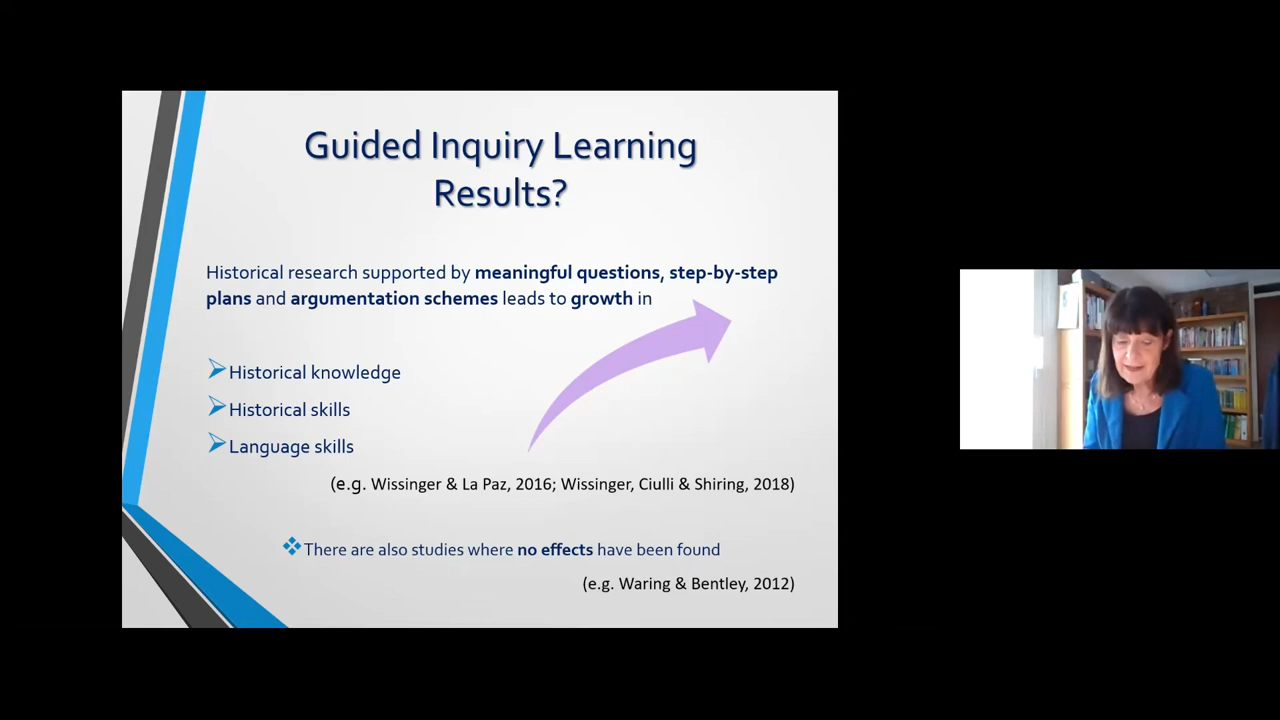 Guided Inquiry Learning
Results?
Historical research supported by meaningful questions, step-by-step
plans and argumentation schemes leads to growth in
Historical knowledge
Historical skills
Language skills
(e.g. Wissinger & La Paz, 2016; Wissinger, Ciulli & Shiring, 2018)
There are also studies where no effects have been found
(e.g. Waring & Bentley, 2012)